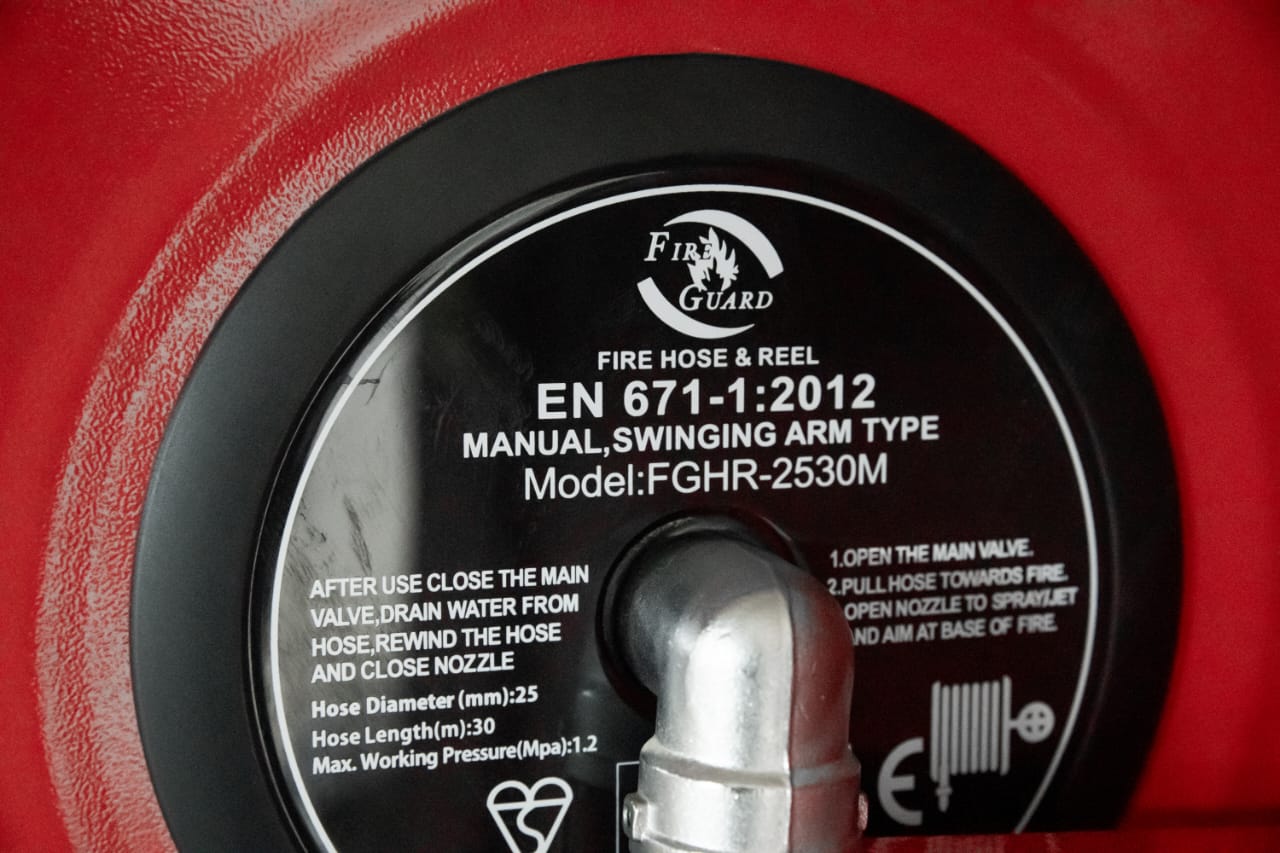 FIRE
GUARD
FIRE HOSE & REEL
EN 671-1:2012
MANUAL,SWINGING ARM TYPE
Model:FGHR-2530M
AFTER USE CLOSE THE MAIN
VALVE,DRAIN WATER FROM
HOSE,REWIND THE HOSE
AND CLOSE NOZZLE
Hose Diameter (mm):25
Hose Length(m):30
Max. Working Pressure(Mpa):1.2
1.OPEN THE MAIN VALVE.
2.PULL HOSE TOWARDS FIRE.
OPEN NOZZLE TO SPRAY/JET
AND AIM AT BASE OF FIRE.
CE